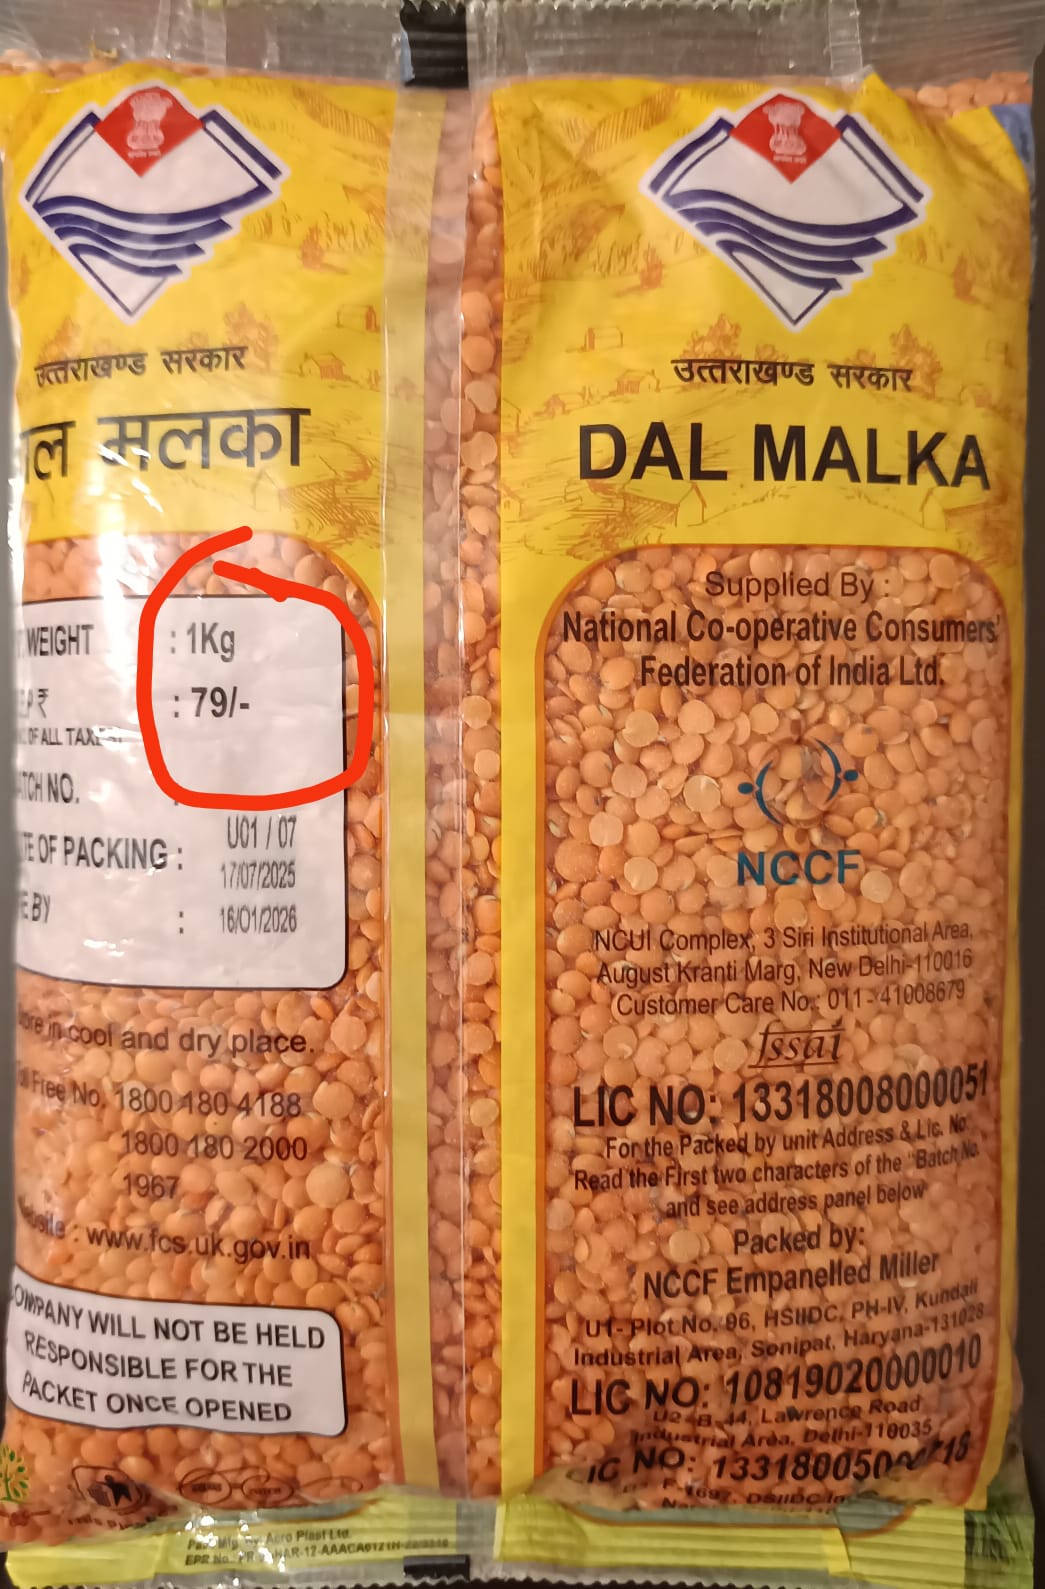 उत्तराखण्ड सरकार
मलका
WEIGHT : 1Kg
₹ : 79/-
OF ALL TAXES
NO. :
U01 / 07
OF PACKING : 17/07/2025
BY : 16/01/2026
in cool and dry place.
Free No. 1800 180 4188
1800 180 2000
1967
: www.fcs.uk.gov.in
COMPANY WILL NOT BE HELD
RESPONSIBLE FOR THE
PACKET ONCE OPENED
उत्तराखण्ड सरकार
DAL MALKA
Supplied By :
National Co-operative Consumers'
Federation of India Ltd.
NCCF
NCUI Complex, 3 Siri Institutional Area,
August Kranti Marg, New Delhi-110016
Customer Care No.: 011-41008679
fssai
LIC NO: 13318008000051
For the Packed by unit Address & Lic. No.
Read the First two characters of the "Batch No.
and see address panel below
Packed by:
NCCF Empanelled Miller
U1- Plot No. 96, HSIIDC, PH-IV, Kundali
Industrial Area, Sonipat, Haryana-131028
LIC NO: 10819020000010
U2-B-44, Lawrence Road
Industrial Area, Delhi-110035
LIC NO:
Aero Plast Ltd.